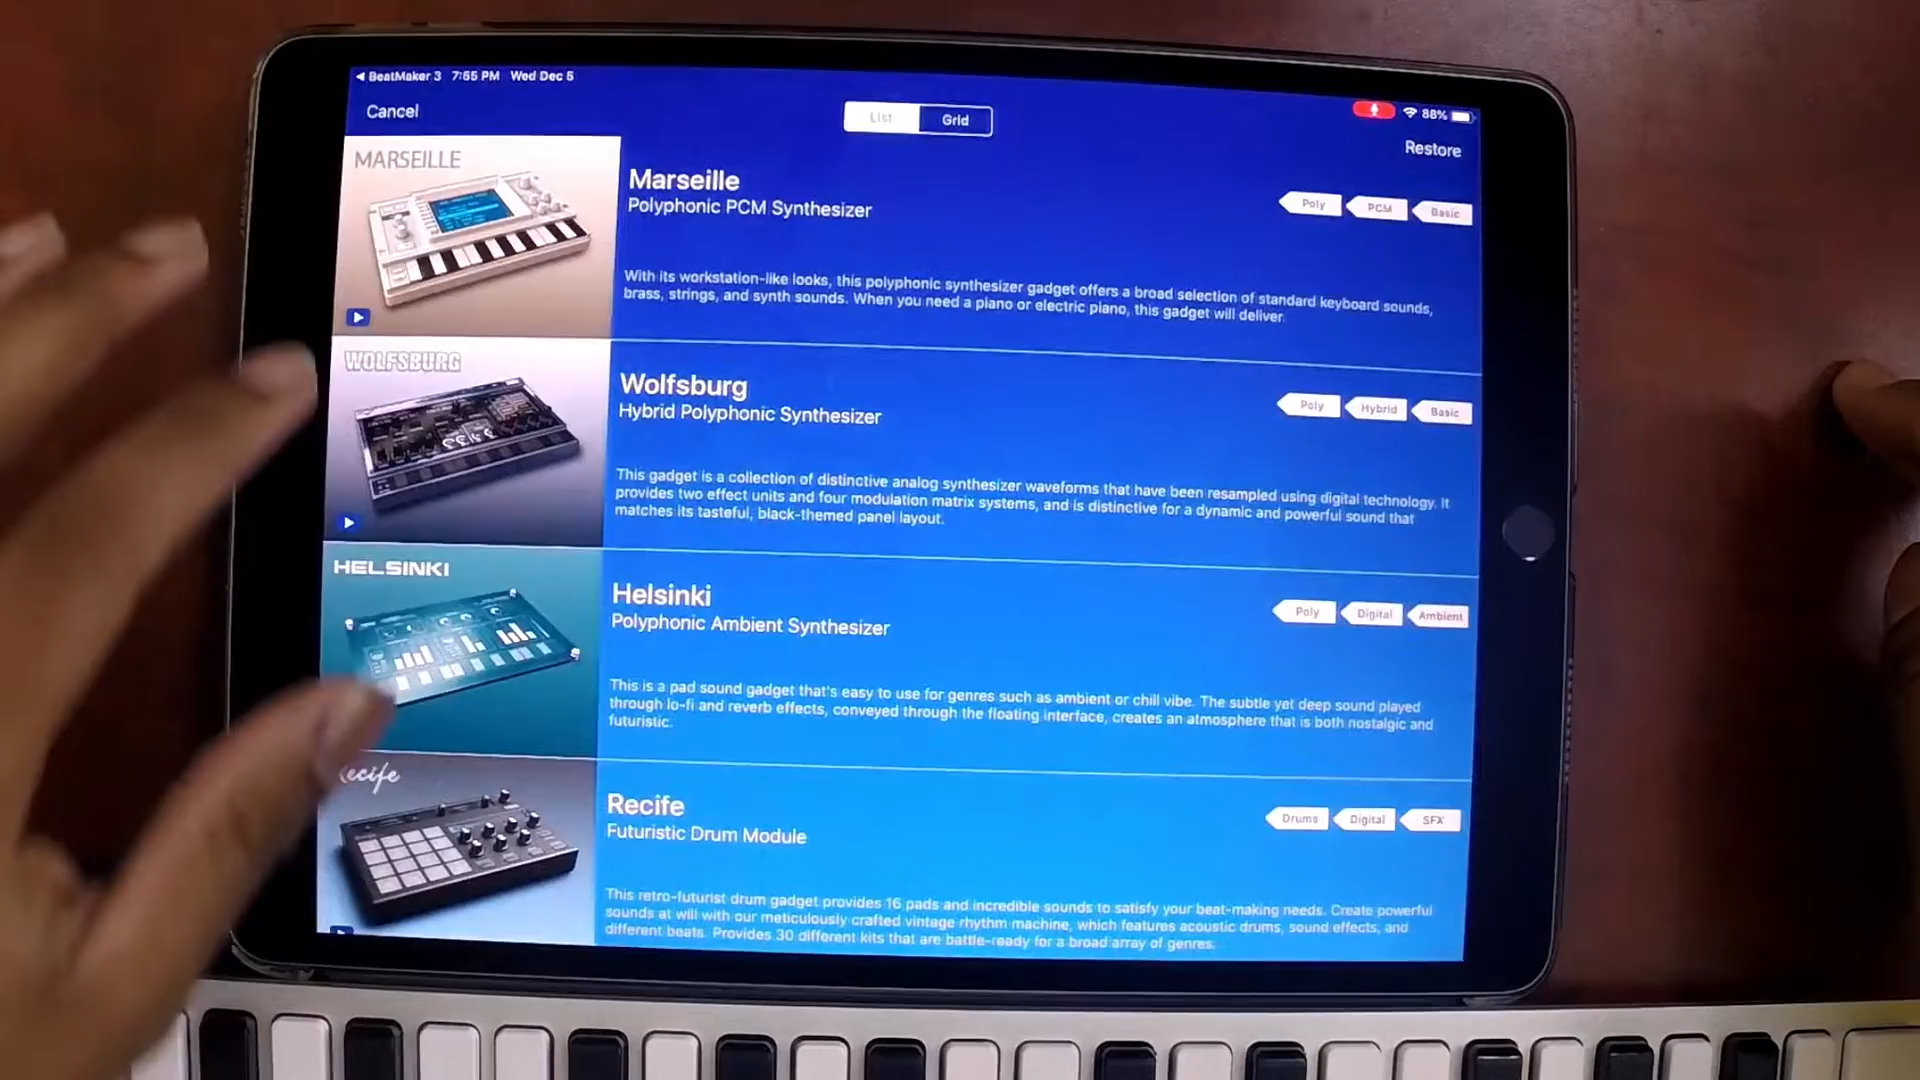 ◀ BeatMaker 3 7:55 PM Wed Dec 5
88%
Cancel
List
Grid
Restore
MARSEILLE
Marseille
Polyphonic PCM Synthesizer
Poly
PCM
Basic
With its workstation-like looks, this polyphonic synthesizer gadget offers a broad selection of standard keyboard sounds,
brass, strings, and synth sounds. When you need a piano or electric piano, this gadget will deliver.
WOLFSBURG
Wolfsburg
Hybrid Polyphonic Synthesizer
Poly
Hybrid
Basic
This gadget is a collection of distinctive analog synthesizer waveforms that have been resampled using digital technology. It
provides two effect units and four modulation matrix systems, and is distinctive for a dynamic and powerful sound that
matches its tasteful, black-themed panel layout.
HELSINKI
Helsinki
Polyphonic Ambient Synthesizer
Poly
Digital
Ambient
This is a pad sound gadget that's easy to use for genres such as ambient or chill vibe. The subtle yet deep sound played
through lo-fi and reverb effects, conveyed through the floating interface, creates an atmosphere that is both nostalgic and
futuristic.
Recife
Recife
Futuristic Drum Module
Drums
Digital
SFX
This retro-futurist drum gadget provides 16 pads and incredible sounds to satisfy your beat-making needs. Create powerful
sounds at will with our meticulously crafted vintage rhythm machine, which features acoustic drums, sound effects, and
different beats. Provides 30 different kits that are battle-ready for a broad array of genres.